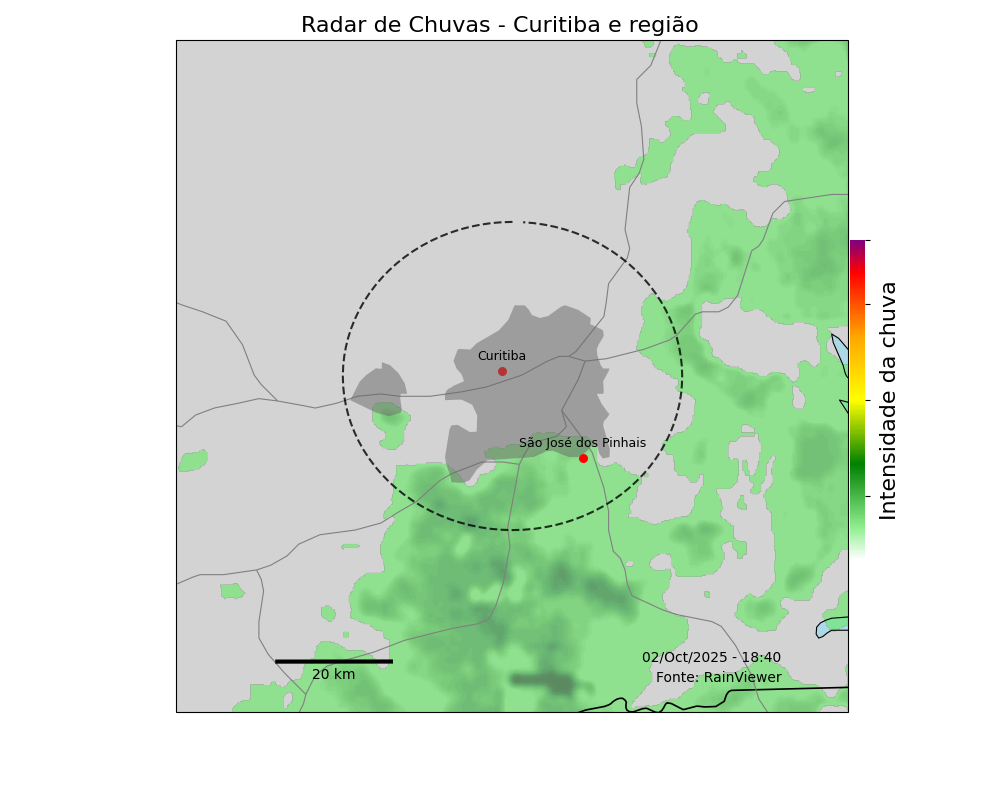 Radar de Chuvas - Curitiba e região
Curitiba
São José dos Pinhais
Intensidade da chuva
02/Oct/2025 - 18:40
Fonte: RainViewer
20 km